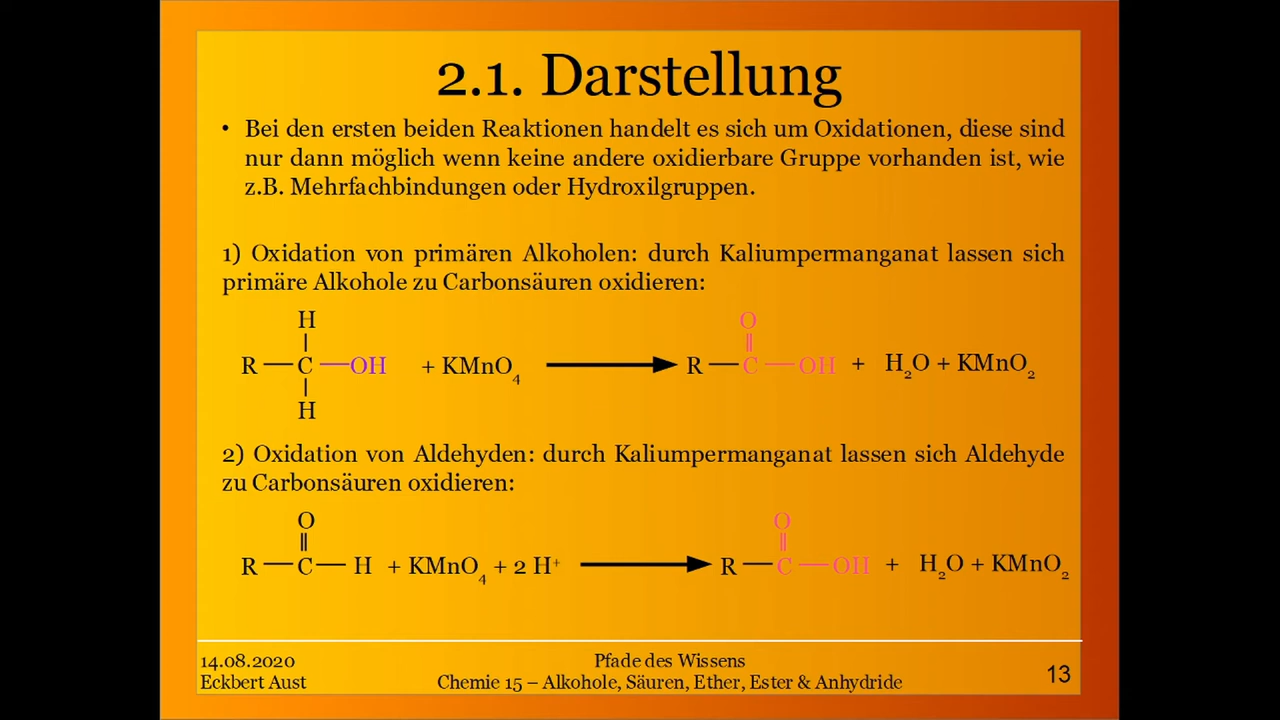 2.1. Darstellung
• Bei den ersten beiden Reaktionen handelt es sich um Oxidationen, diese sind
nur dann möglich wenn keine andere oxidierbare Gruppe vorhanden ist, wie
z.B. Mehrfachbindungen oder Hydroxilgruppen.
1) Oxidation von primären Alkoholen: durch Kaliumpermanganat lassen sich
primäre Alkohole zu Carbonsäuren oxidieren:
H O
R — C — OH + KMnO₄ → R — C — OH + H₂O + KMnO₂
H
2) Oxidation von Aldehyden: durch Kaliumpermanganat lassen sich Aldehyde
zu Carbonsäuren oxidieren:
O O
R — C — H + KMnO₄ + 2 H⁺ → R — C — OH + H₂O + KMnO₂
14.08.2020
Eckbert Aust
Pfade des Wissens
Chemie 15 – Alkohole, Säuren, Ether, Ester & Anhydride
13